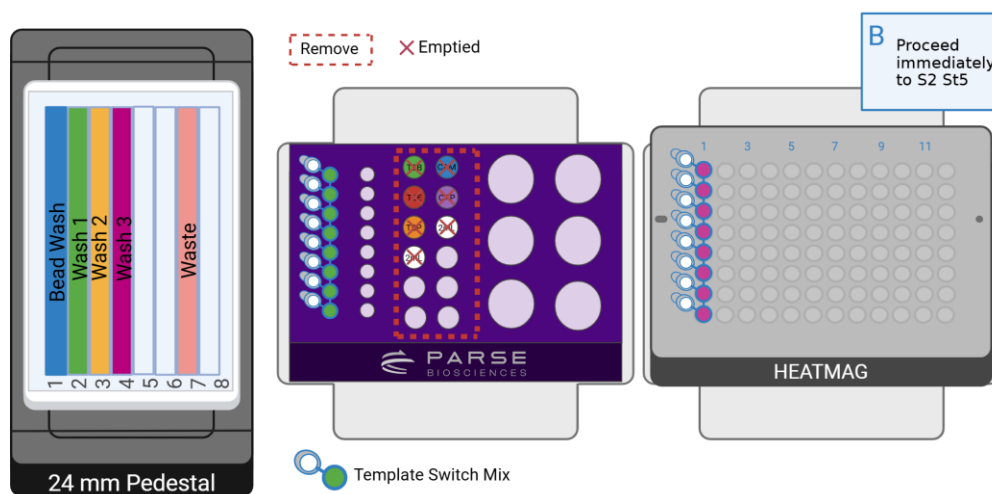 Remove
Emptied
B
Proceed
immediately
to S2 St5
Bead Wash
Wash 1
Wash 2
Wash 3
Waste
1
2
3
4
5
6
7
8
24 mm Pedestal
PARSE
BIOSCIENCES
1 3 5 7 9 11
HEATMAG
Template Switch Mix